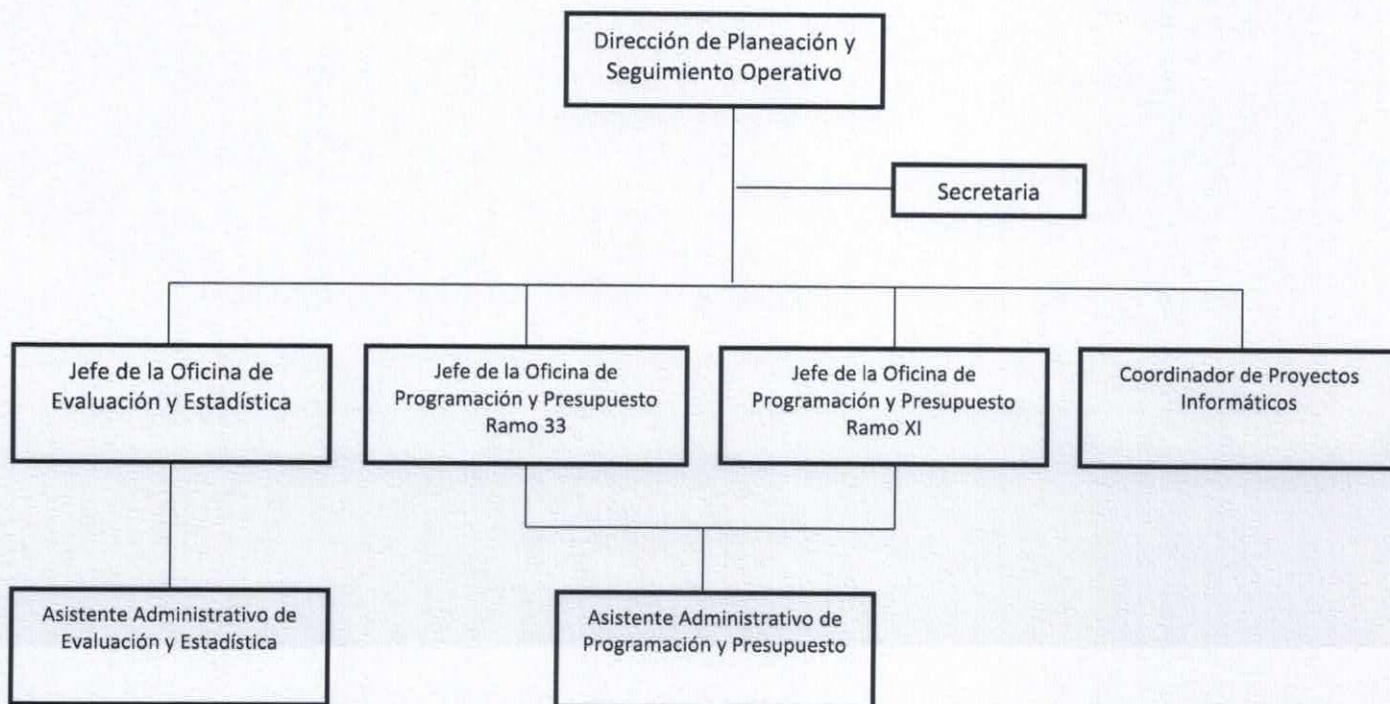 Dirección de Planeación y
Seguimiento Operativo
Secretaria
Jefe de la Oficina de
Evaluación y Estadística
Jefe de la Oficina de
Programación y Presupuesto
Ramo 33
Jefe de la Oficina de
Programación y Presupuesto
Ramo XI
Coordinador de Proyectos
Informáticos
Asistente Administrativo de
Evaluación y Estadística
Asistente Administrativo de
Programación y Presupuesto